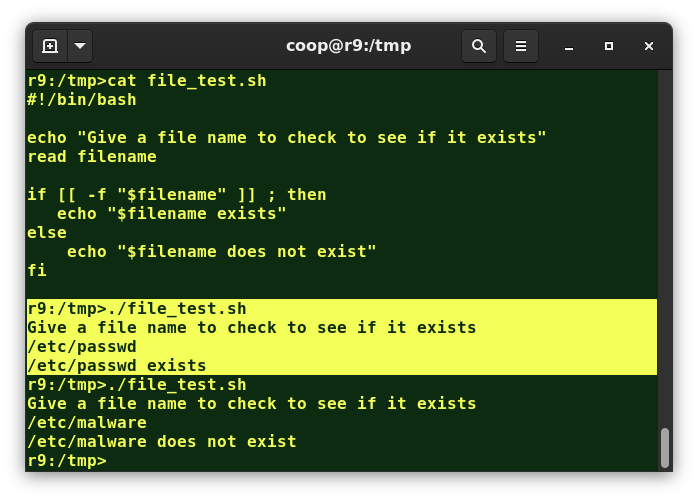 coop@r9:/tmp
r9:/tmp>cat file_test.sh
#!/bin/bash
echo "Give a file name to check to see if it exists"
read filename
if [[ -f "$filename" ]] ; then
   echo "$filename exists"
else
    echo "$filename does not exist"
fi
r9:/tmp>./file_test.sh
Give a file name to check to see if it exists
/etc/passwd
/etc/passwd exists
r9:/tmp>./file_test.sh
Give a file name to check to see if it exists
/etc/malware
/etc/malware does not exist
r9:/tmp>